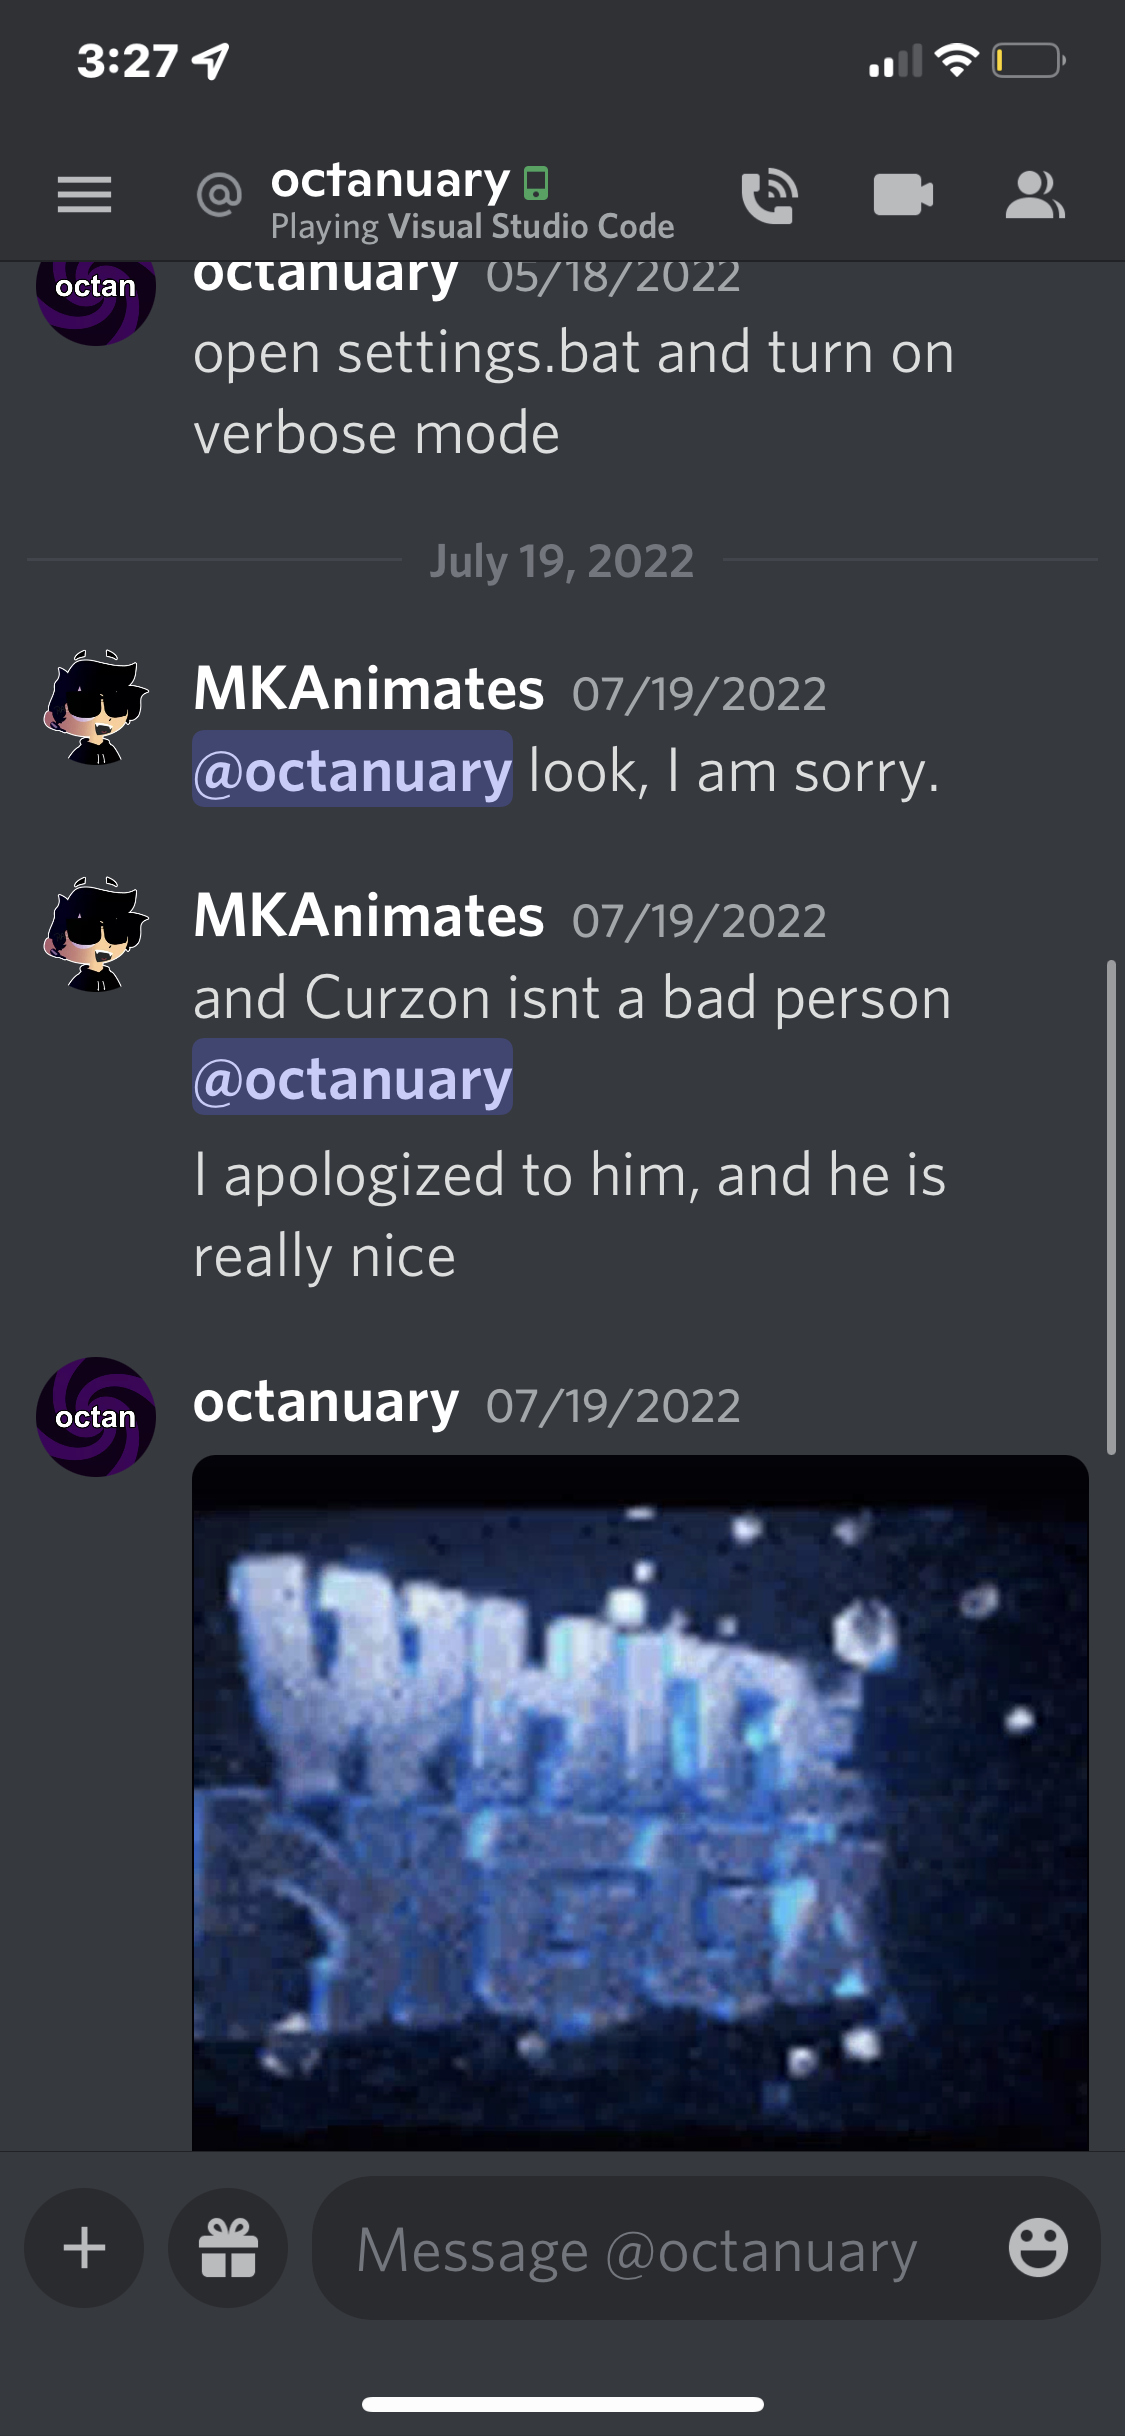 3:27
octanuary
Playing Visual Studio Code
octan
octanuary 05/18/2022
open settings.bat and turn on
verbose mode
July 19, 2022
MKAnimates 07/19/2022
@octanuary look, I am sorry.
MKAnimates 07/19/2022
and Curzon isnt a bad person
@octanuary
I apologized to him, and he is
really nice
octan
octanuary 07/19/2022
Message @octanuary